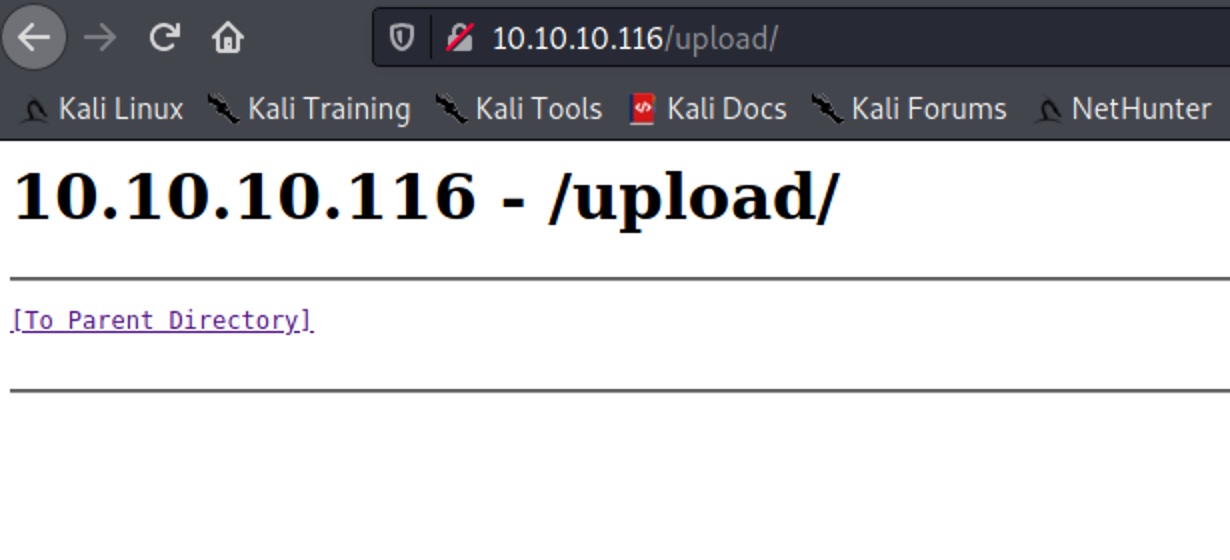 10.10.10.116/upload/
Kali Linux Kali Training Kali Tools Kali Docs Kali Forums NetHunter
10.10.10.116 - /upload/
[To Parent Directory]